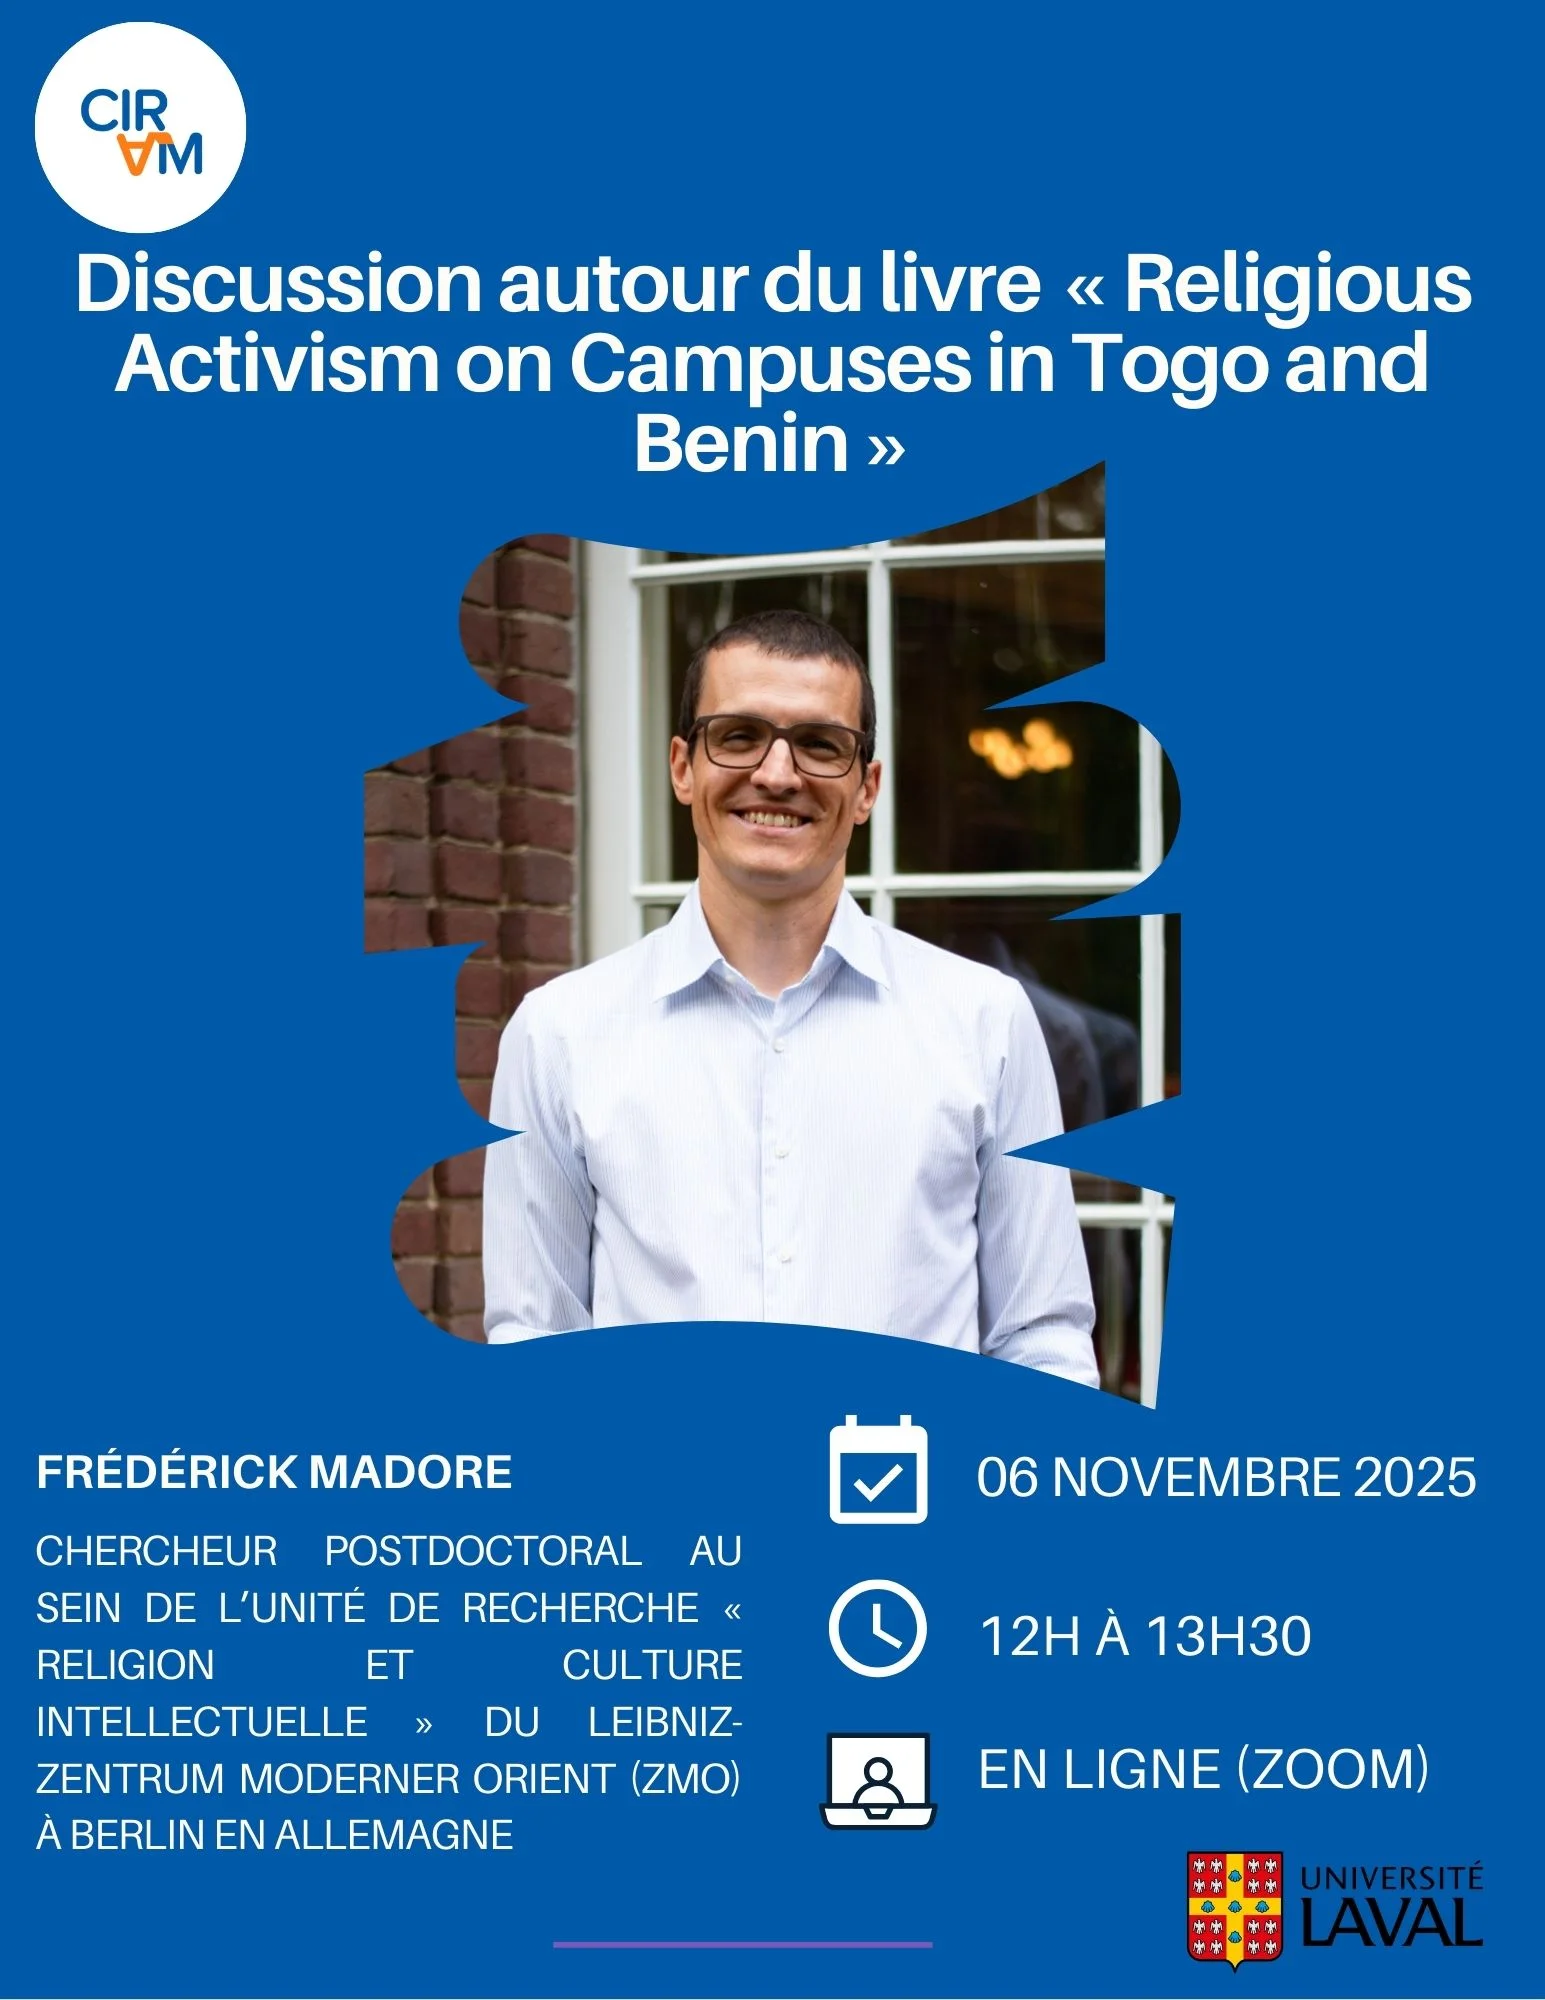 CIR
AM
Discussion autour du livre « Religious
Activism on Campuses in Togo and
Benin »
FRÉDÉRICK MADORE
CHERCHEUR POSTDOCTORAL AU
SEIN DE L’UNITÉ DE RECHERCHE «
RELIGION ET CULTURE
INTELLECTUELLE » DU LEIBNIZ-
ZENTRUM MODERNER ORIENT (ZMO)
À BERLIN EN ALLEMAGNE
06 NOVEMBRE 2025
12H À 13H30
EN LIGNE (ZOOM)
UNIVERSITÉ
LAVAL